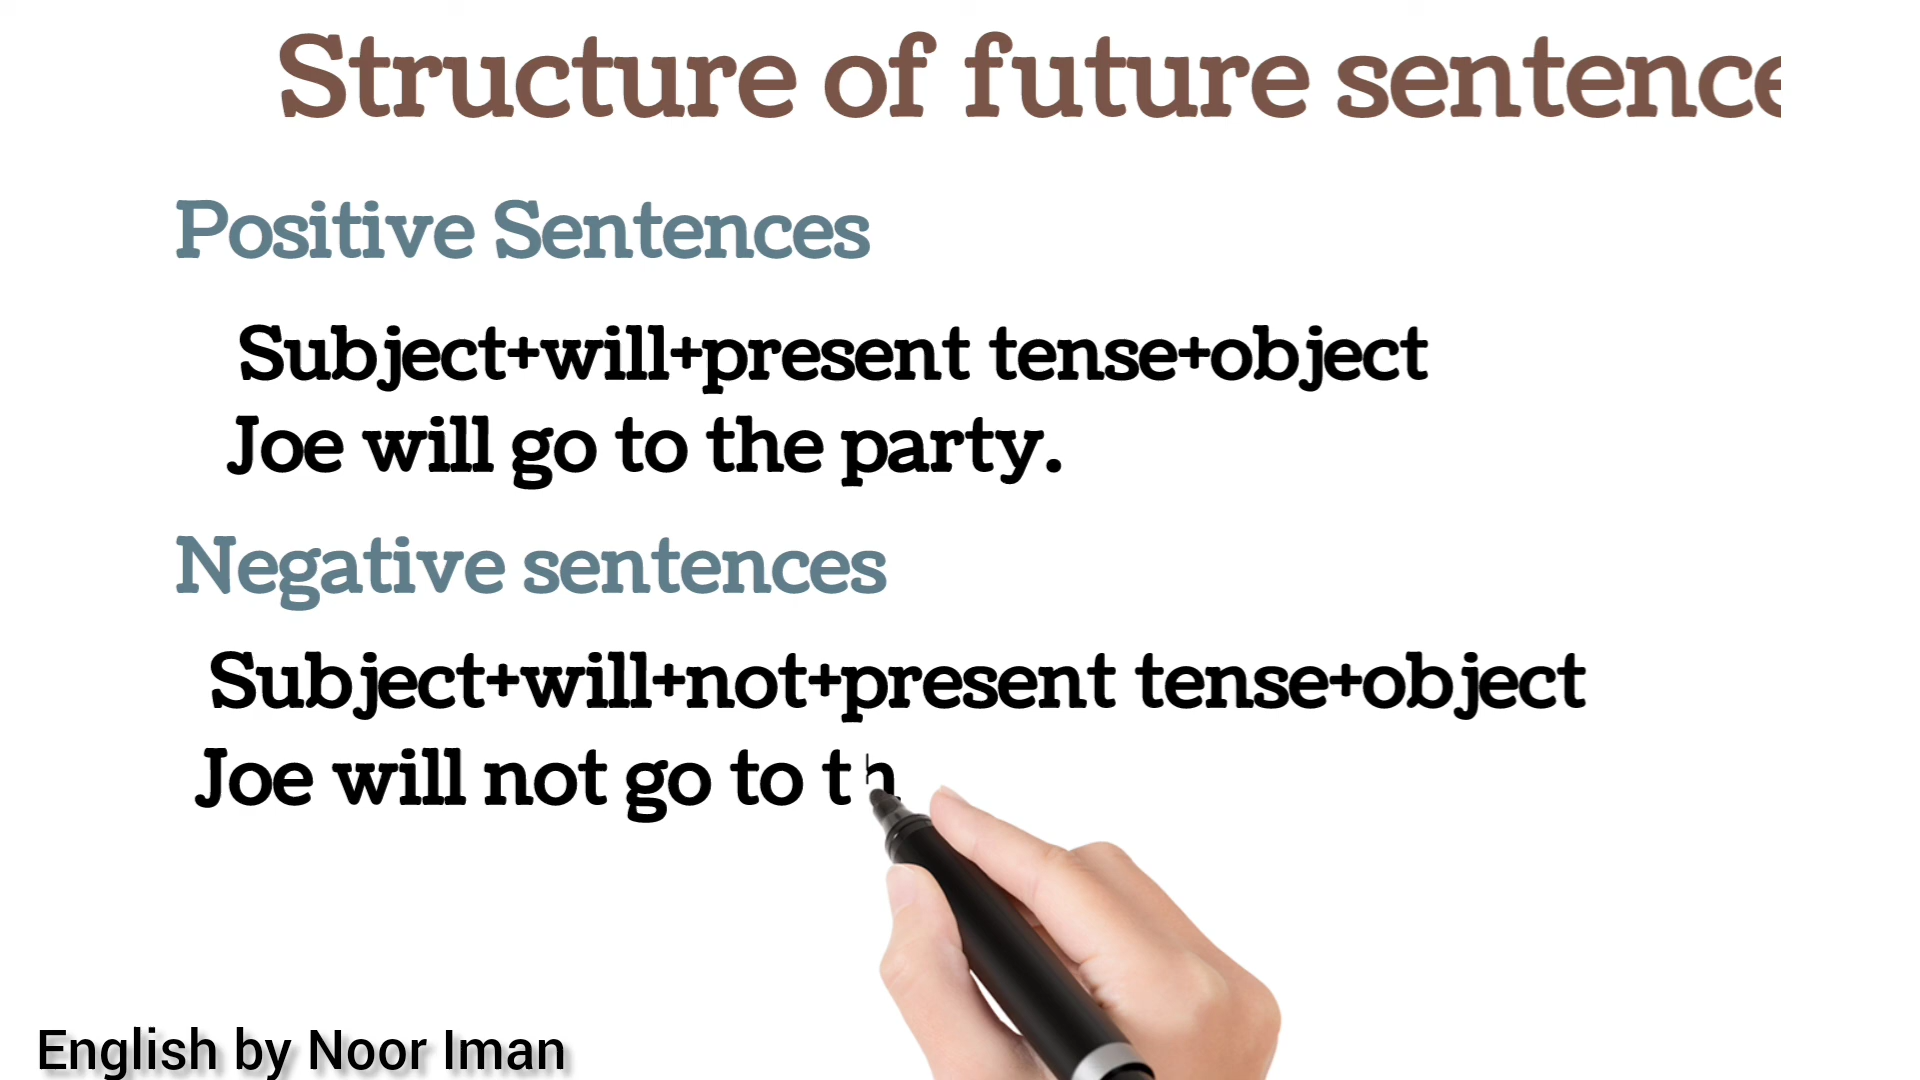 Structure of future sentence
Positive Sentences
Subject+will+present tense+object
Joe will go to the party.
Negative sentences
Subject+will+not+present tense+object
Joe will not go to th
English by Noor Iman